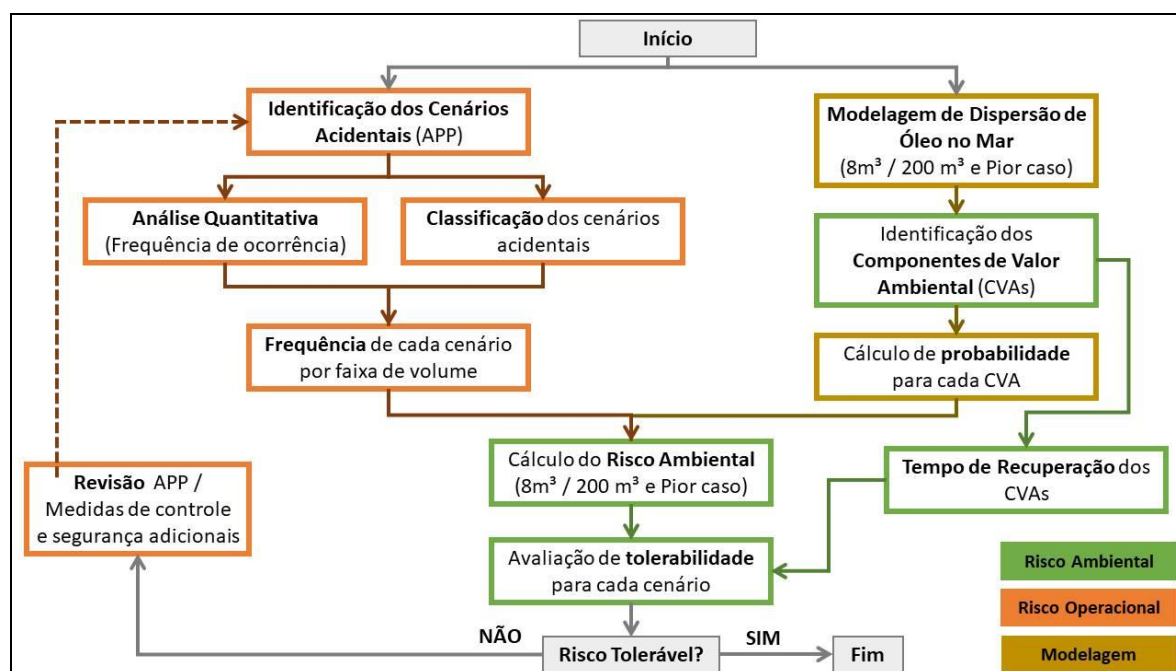 Início
Identificação dos Cenários
Acidentais (APP)
Modelagem de Dispersão de
Óleo no Mar
(8m³ / 200 m³ e Pior caso)
Análise Quantitativa
(Frequência de ocorrência)
Classificação dos cenários
acidentais
Identificação dos
Componentes de Valor
Ambiental (CVAs)
Frequência de cada cenário
por faixa de volume
Cálculo de probabilidade
para cada CVA
Cálculo do Risco Ambiental
(8m³ / 200 m³ e Pior caso)
Tempo de Recuperação dos
CVAs
Revisão APP /
Medidas de controle
e segurança adicionais
Avaliação de tolerabilidade
para cada cenário
Risco Ambiental
Risco Operacional
Modelagem
NÃO
Risco Tolerável?
SIM
Fim